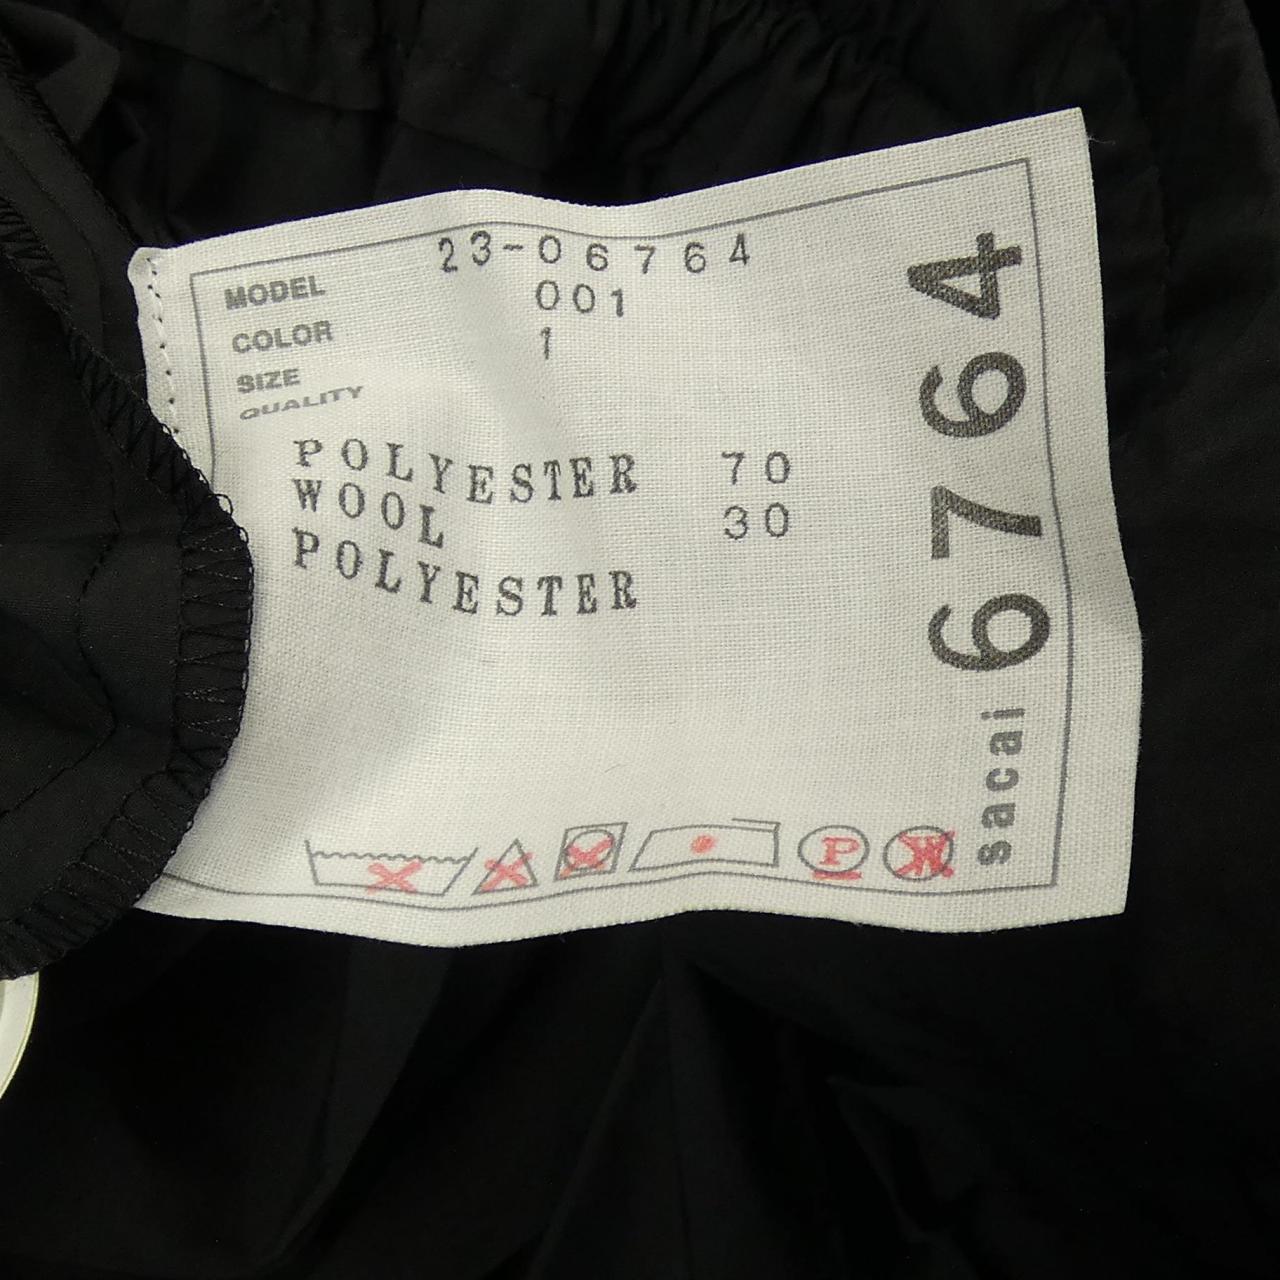 MODEL 23-06764
COLOR 001
SIZE 1
QUALITY
POLYESTER 70
WOOL 30
POLYESTER
P
W
sacai 6764